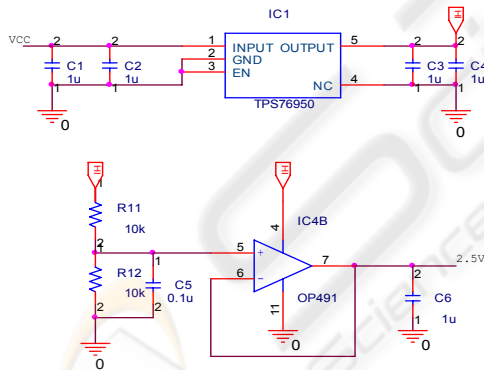 IC1
VCC
2 2 1 INPUT OUTPUT 5 2 2
2 GND
3 EN
C1 C2 C3 C4
1u 1u NC 4 1u 1u
1 1 TPS76950 1 1
0 0
1
R11 IC4B
10k 4
2 1
1 5 + 7 2.5V
R12 6 - 2
10k C5 OP491 C6
0.1u 11 1u
2 2 1
0 0 0
Science